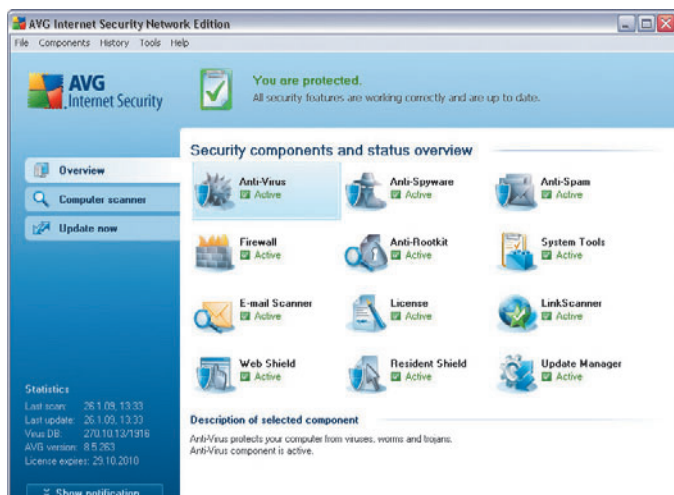 AVG Internet Security Network Edition
File Components History Tools Help
AVG
Internet Security
You are protected.
All security features are working correctly and are up to date.
Overview
Computer scanner
Update now
Security components and status overview
Anti-Virus
Active
Anti-Spyware
Active
Anti-Spam
Active
Firewall
Active
Anti-Rootkit
Active
System Tools
Active
E-mail Scanner
Active
License
Active
LinkScanner
Active
Web Shield
Active
Resident Shield
Active
Update Manager
Active
Statistics
Last scan: 26.1.09, 13:33
Last update: 26.1.09, 13:33
Virus DB: 270.10.13/1916
AVG version: 8.5.263
License expires: 29.10.2010
Show notification
Description of selected component
Anti-Virus protects your computer from viruses, worms and trojans.
Anti-Virus component is active.